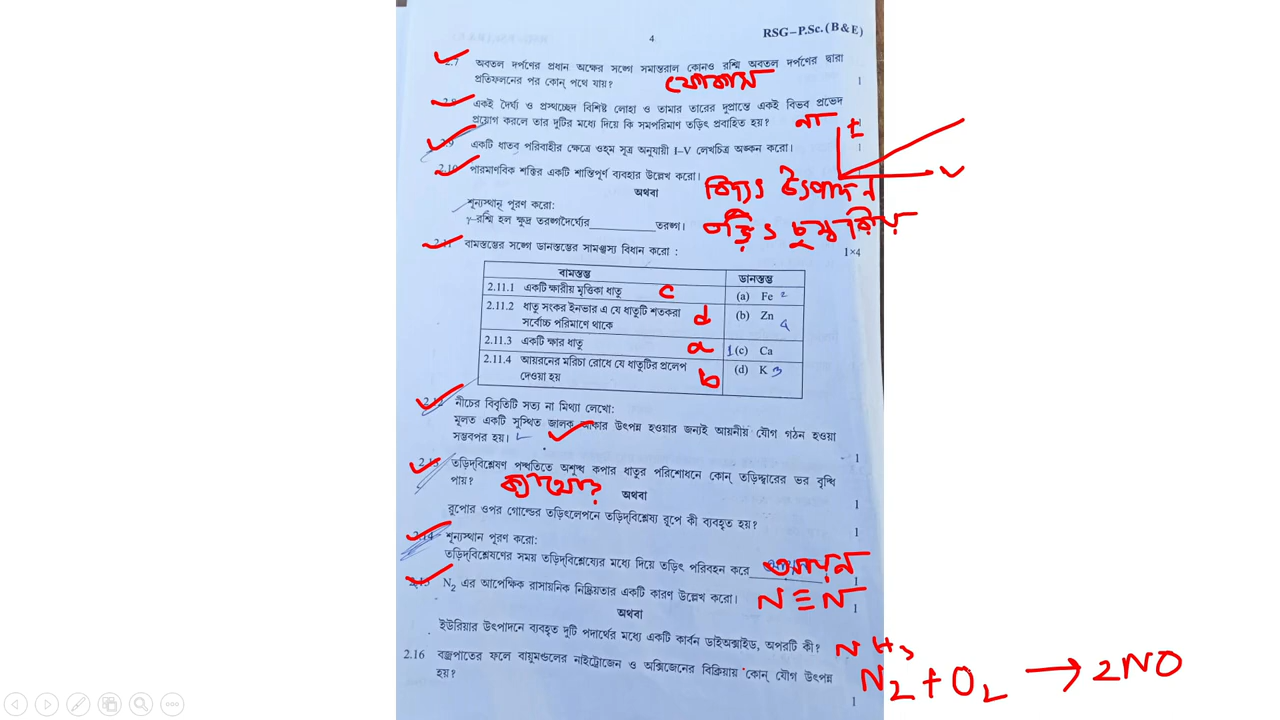 RSG–P.Sc.(B&E)
4
2.7 অবতল দর্পণের প্রধান অক্ষের সঙ্গে সমান্তরাল কোনও রশ্মি অবতল দর্পণের দ্বারা
প্রতিফলনের পর কোন্ পথে যায়? ফোকাস 1
2.8 একই দৈর্ঘ্য ও প্রস্থচ্ছেদ বিশিষ্ট লোহা ও তামার তারের দুপ্রান্তে একই বিভব প্রভেদ
প্রয়োগ করলে তার দুটির মধ্যে দিয়ে কি সমপরিমাণ তড়িৎ প্রবাহিত হয়? না 1
I
2.9 একটি ধাতব পরিবাহীর ক্ষেত্রে ওহ্‌ম সূত্র অনুযায়ী I–V লেখচিত্র অঙ্কন করো। 1
V
2.10 পারমাণবিক শক্তির একটি শান্তিপূর্ণ ব্যবহার উল্লেখ করো।
বিদ্যুৎ উৎপাদন
অথবা
শূন্যস্থান পূরণ করো:
γ-রশ্মি হল ক্ষুদ্র তরঙ্গদৈর্ঘ্যের__________তরঙ্গ। তড়িৎ চুম্বকীয়
2.11 বামস্তম্ভের সঙ্গে ডানস্তম্ভের সামঞ্জস্য বিধান করো : 1×4
বামস্তম্ভ ডানস্তম্ভ
2.11.1 একটি ক্ষারীয় মৃত্তিকা ধাতু c (a) Fe 2
2.11.2 ধাতু সংকর ইনভার এ যে ধাতুটি শতকরা d (b) Zn
সর্বোচ্চ পরিমাণে থাকে 4
2.11.3 একটি ক্ষার ধাতু a 1 (c) Ca
2.11.4 আয়রনের মরিচা রোধে যে ধাতুটির প্রলেপ b (d) K 3
দেওয়া হয়
2.12 নীচের বিবৃতিটি সত্য না মিথ্যা লেখো:
মূলত একটি সুস্থিত জালক আকার উৎপন্ন হওয়ার জন্যই আয়নীয় যৌগ গঠন হওয়া
সম্ভবপর হয়। 1
2.13 তড়িদ্‌বিশ্লেষণ পদ্ধতিতে অশুদ্ধ কপার ধাতুর পরিশোধনে কোন্ তড়িদ্দ্বারের ভর বৃদ্ধি
পায়? ক্যাথো? 1
অথবা
রূপোর ওপর গোল্ডের তড়িৎলেপনে তড়িদ্‌বিশ্লেষ্য রূপে কী ব্যবহৃত হয়? 1
2.14 শূন্যস্থান পূরণ করো:
তড়িদ্‌বিশ্লেষণের সময় তড়িদ্‌বিশ্লেষ্যের মধ্যে দিয়ে তড়িৎ পরিবহন করে__________ আয়ন 1
2.15 N₂ এর আপেক্ষিক রাসায়নিক নিষ্ক্রিয়তার একটি কারণ উল্লেখ করো। N≡N 1
অথবা
ইউরিয়ার উৎপাদনে ব্যবহৃত দুটি পদার্থের মধ্যে একটি কার্বন ডাইঅক্সাইড, অপরটি কী? NH₃
2.16 বজ্রপাতের ফলে বায়ুমণ্ডলের নাইট্রোজেন ও অক্সিজেনের বিক্রিয়ায় কোন্ যৌগ উৎপন্ন
হয়? 1
N₂+O₂ → 2NO